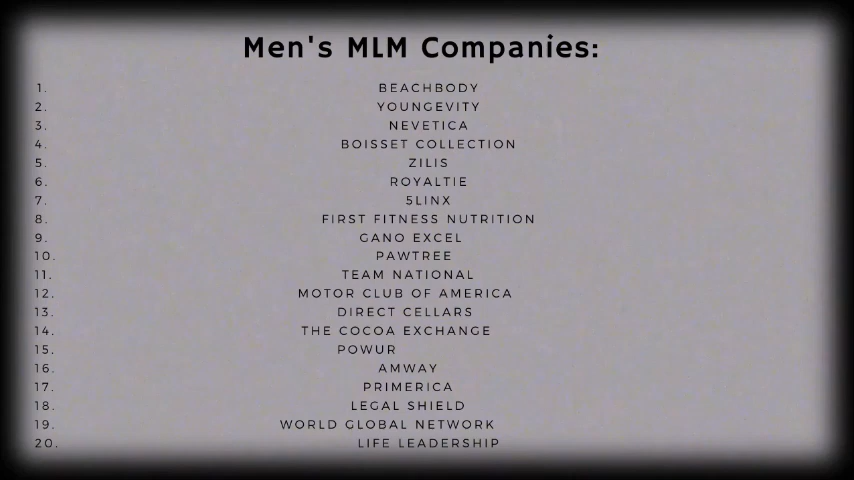 Men's MLM Companies:
1. BEACHBODY
2. YOUNGEVITY
3. NEVETICA
4. BOISSET COLLECTION
5. ZILIS
6. ROYALTIE
7. 5LINX
8. FIRST FITNESS NUTRITION
9. GANO EXCEL
10. PAWTREE
11. TEAM NATIONAL
12. MOTOR CLUB OF AMERICA
13. DIRECT CELLARS
14. THE COCOA EXCHANGE
15. POWUR
16. AMWAY
17. PRIMERICA
18. LEGAL SHIELD
19. WORLD GLOBAL NETWORK
20. LIFE LEADERSHIP